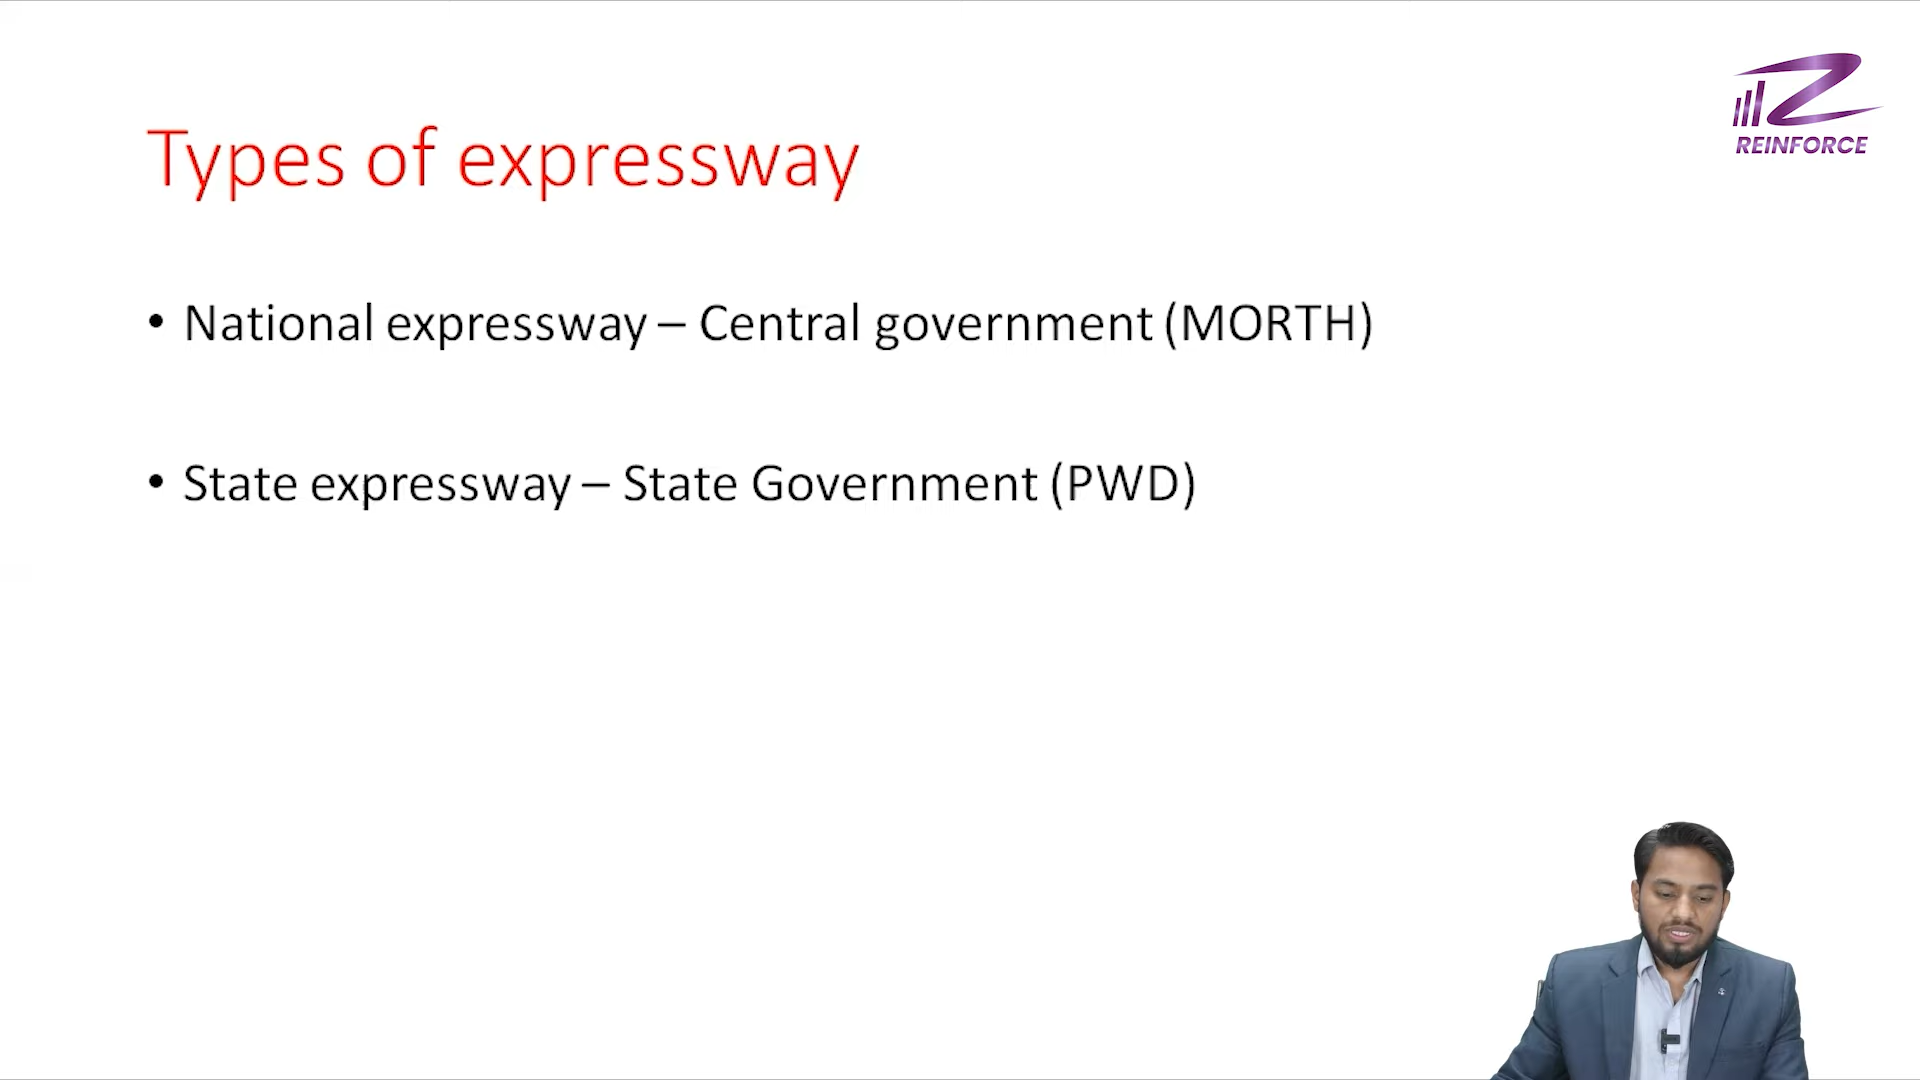 REINFORCE
Types of expressway
• National expressway – Central government (MORTH)
• State expressway – State Government (PWD)